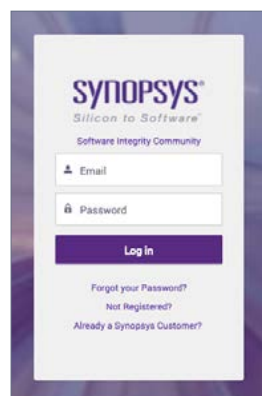 SYNOPSYS®
Silicon to Software™
Software Integrity Community
Email
Password
Log in
Forgot your Password?
Not Registered?
Already a Synopsys Customer?